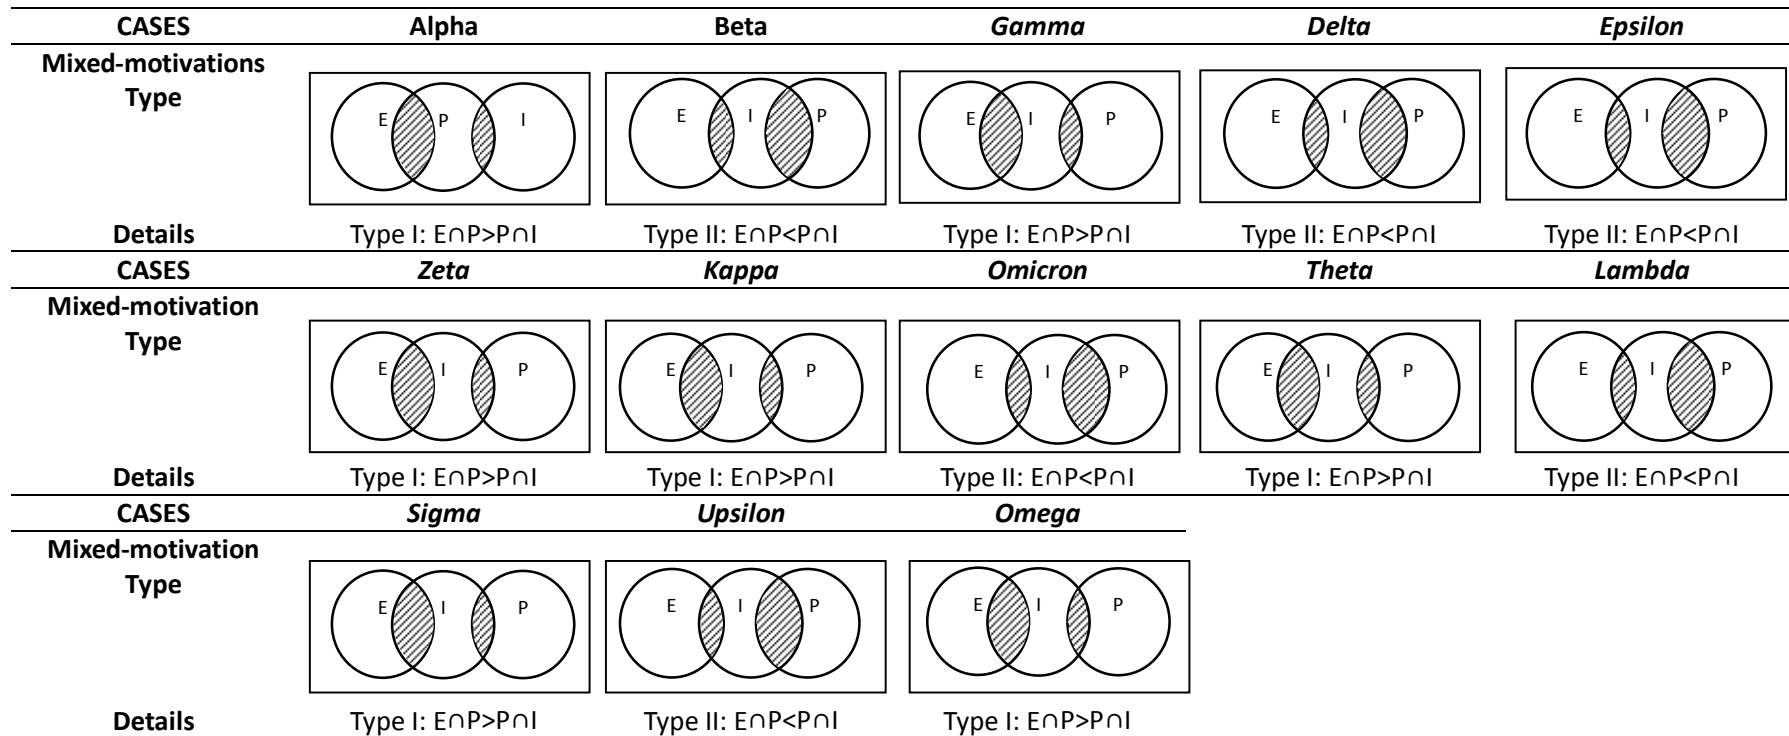 CASES Alpha Beta Gamma Delta Epsilon
Mixed-motivations
Type
E P I E I P E I P E I P E I P
Details Type I: E∩P>P∩I Type II: E∩P<P∩I Type I: E∩P>P∩I Type II: E∩P<P∩I Type II: E∩P<P∩I
CASES Zeta Kappa Omicron Theta Lambda
Mixed-motivation
Type
E I P E I P E I P E I P E I P
Details Type I: E∩P>P∩I Type I: E∩P>P∩I Type II: E∩P<P∩I Type I: E∩P>P∩I Type II: E∩P<P∩I
CASES Sigma Upsilon Omega
Mixed-motivation
Type
E I P E I P E I P
Details Type I: E∩P>P∩I Type II: E∩P<P∩I Type I: E∩P>P∩I